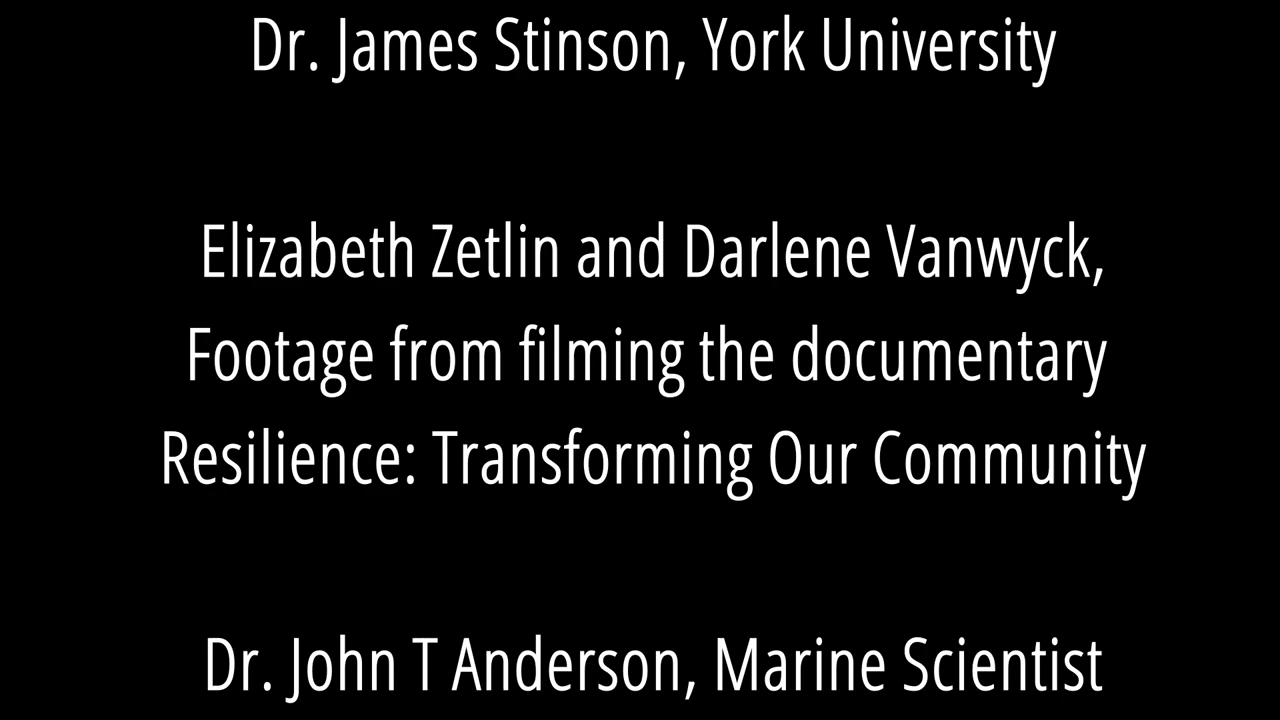 Dr. James Stinson, York University
Elizabeth Zetlin and Darlene Vanwyck,
Footage from filming the documentary
Resilience: Transforming Our Community
Dr. John T Anderson, Marine Scientist